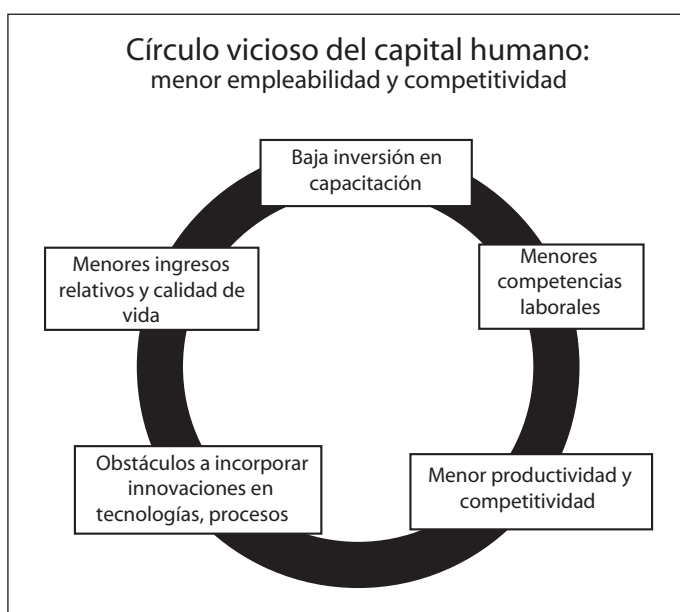 Círculo vicioso del capital humano:
menor empleabilidad y competitividad
Baja inversión en
capacitación
Menores
competencias
laborales
Menor productividad y
competitividad
Obstáculos a incorporar
innovaciones en
tecnologías, procesos
Menores ingresos
relativos y calidad de
vida